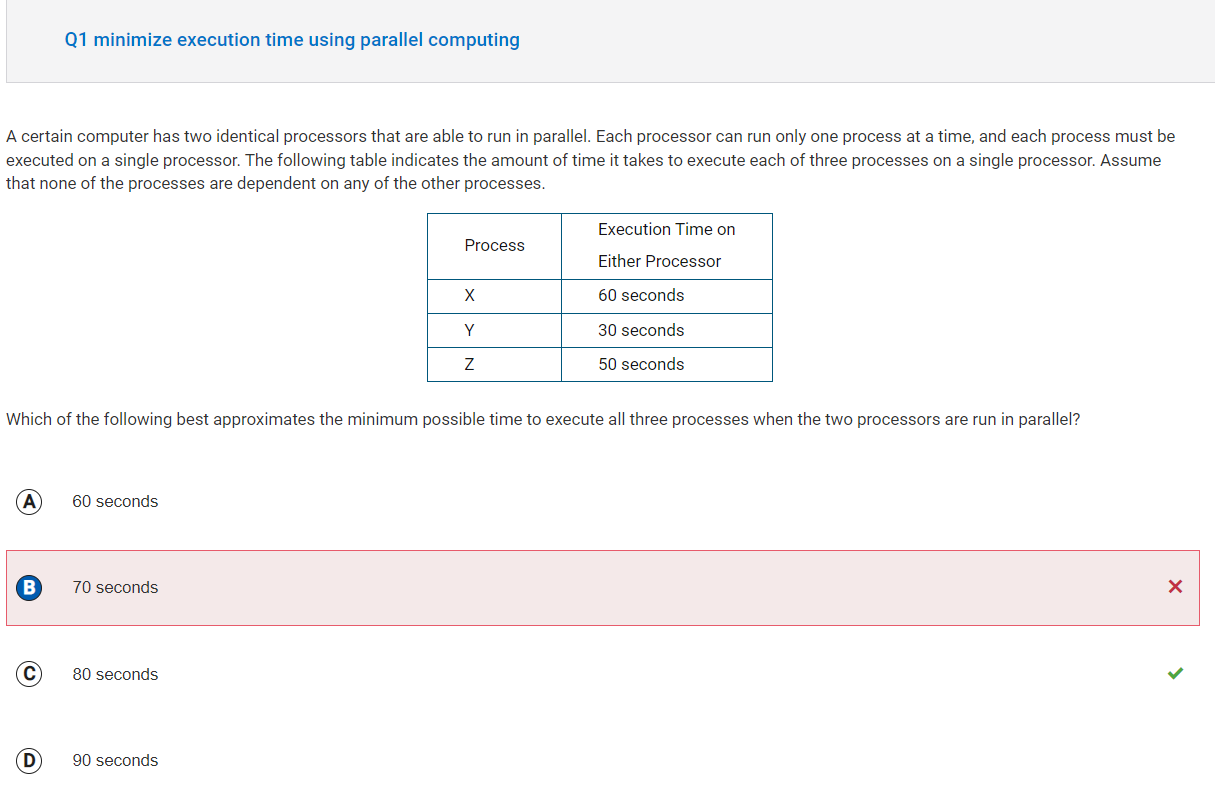 Q1 minimize execution time using parallel computing
A certain computer has two identical processors that are able to run in parallel. Each processor can run only one process at a time, and each process must be
executed on a single processor. The following table indicates the amount of time it takes to execute each of three processes on a single processor. Assume
that none of the processes are dependent on any of the other processes.
Process
Execution Time on
Either Processor
X 60 seconds
Y 30 seconds
Z 50 seconds
Which of the following best approximates the minimum possible time to execute all three processes when the two processors are run in parallel?
A 60 seconds
B 70 seconds
C 80 seconds
D 90 seconds